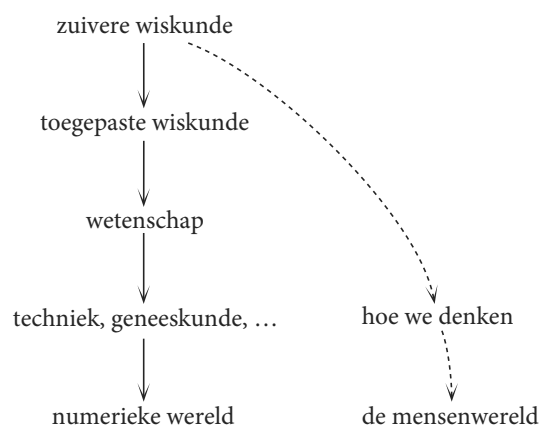 zuivere wiskunde
toegepaste wiskunde
wetenschap
techniek, geneeskunde, … hoe we denken
numerieke wereld de mensenwereld